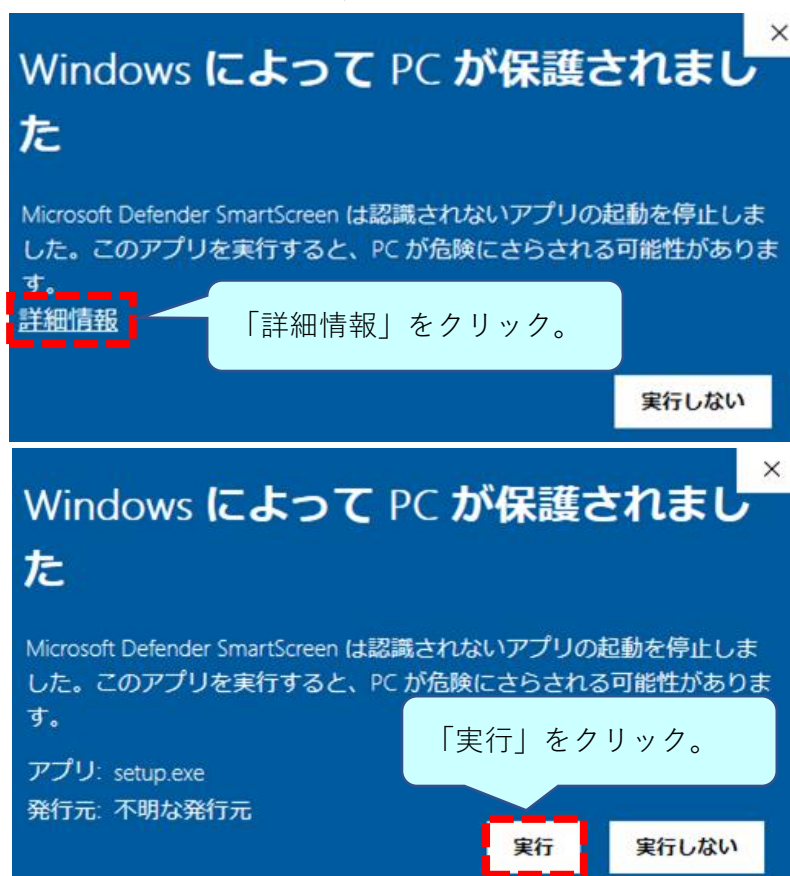 Windows によって PC が保護されまし
た
Microsoft Defender SmartScreen は認識されないアプリの起動を停止しま
した。このアプリを実行すると、PC が危険にさらされる可能性がありま
す。
詳細情報
「詳細情報」をクリック。
実行しない
Windows によって PC が保護されまし
た
Microsoft Defender SmartScreen は認識されないアプリの起動を停止しま
した。このアプリを実行すると、PC が危険にさらされる可能性がありま
す。
「実行」をクリック。
アプリ: setup.exe
発行元: 不明な発行元
実行
実行しない